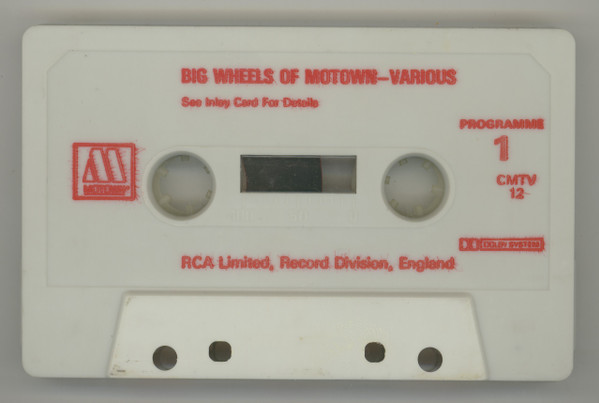 BIG WHEELS OF MOTOWN-VARIOUS
See Inlay Card For Details
PROGRAMME
1
MOTOWN
CMTV
12
DOLBY SYSTEM
RCA Limited, Record Division, England